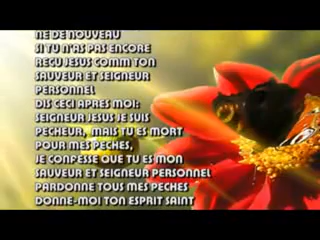 NE DE NOUVEAU
SI TU N'AS PAS ENCORE
RECU JESUS COMM TON
SAUVEUR ET SEIGNEUR
PERSONNEL
DIS CECI APRES MOI:
SEIGNEUR JESUS JE SUIS
PECHEUR, MAIS TU ES MORT
POUR MES PECHES,
JE CONFESSE QUE TU ES MON
SAUVEUR ET SEIGNEUR PERSONNEL
PARDONNE TOUS MES PECHES
DONNE-MOI TON ESPRIT SAINT